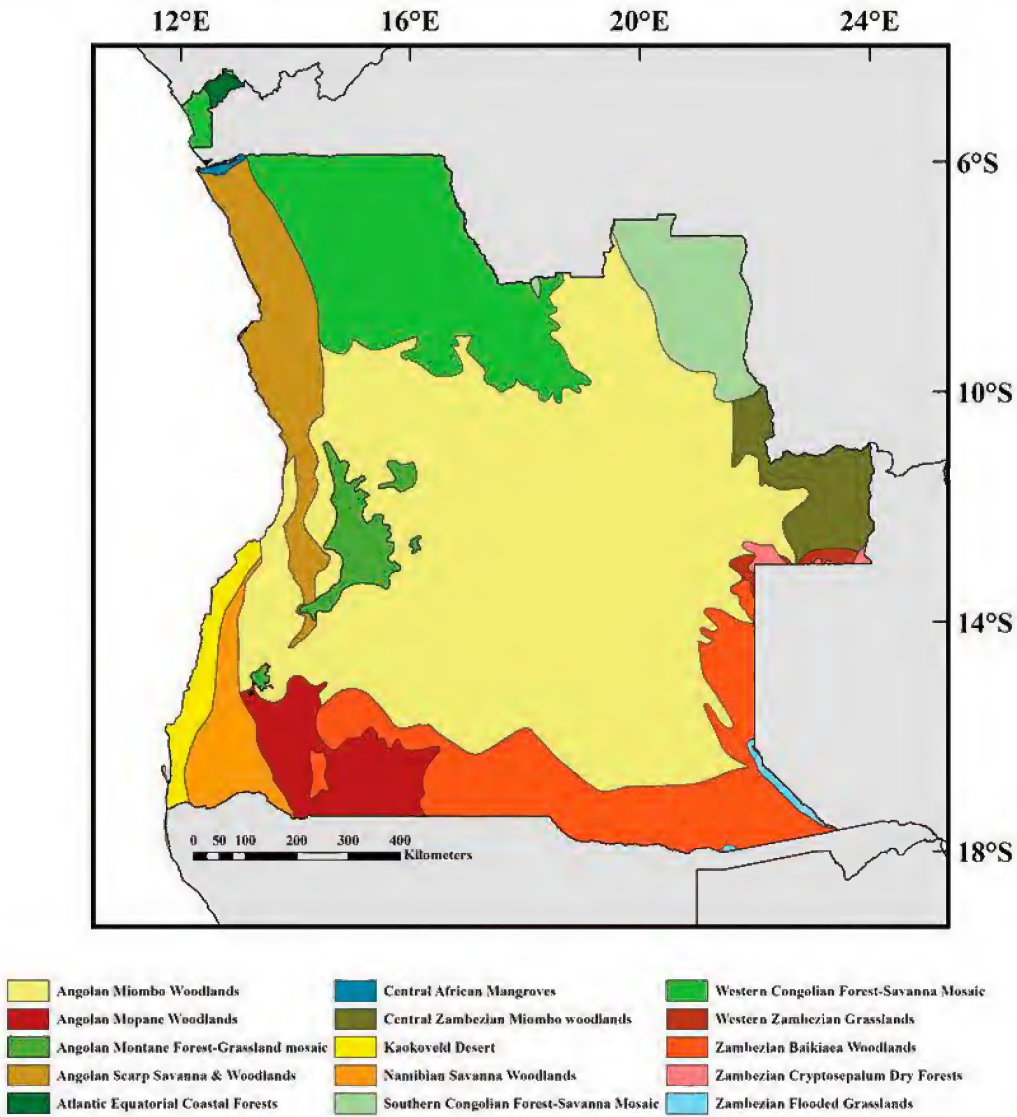 12°E 16°E 20°E 24°E
6°S
10°S
14°S
18°S
0 50 100 200 300 400
Kilometers
Angolan Miombo Woodlands
Angolan Mopane Woodlands
Angolan Montane Forest-Grassland mosaic
Angolan Scarp Savanna & Woodlands
Atlantic Equatorial Coastal Forests
Central African Mangroves
Central Zambezian Miombo woodlands
Kaokoveld Desert
Namibian Savanna Woodlands
Southern Congolian Forest-Savanna Mosaic
Western Congolian Forest-Savanna Mosaic
Western Zambezian Grasslands
Zambezian Baikiaea Woodlands
Zambezian Cryptosepalum Dry Forests
Zambezian Flooded Grasslands